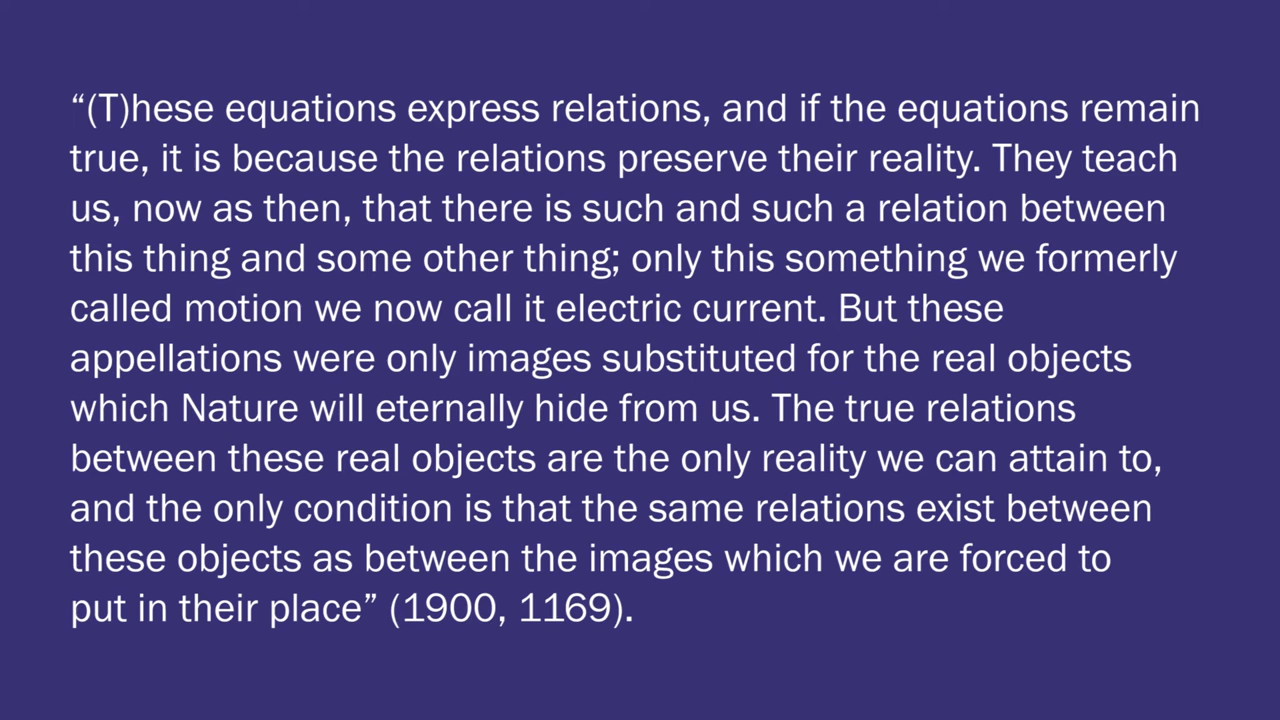 “(T)hese equations express relations, and if the equations remain
true, it is because the relations preserve their reality. They teach
us, now as then, that there is such and such a relation between
this thing and some other thing; only this something we formerly
called motion we now call it electric current. But these
appellations were only images substituted for the real objects
which Nature will eternally hide from us. The true relations
between these real objects are the only reality we can attain to,
and the only condition is that the same relations exist between
these objects as between the images which we are forced to
put in their place” (1900, 1169).